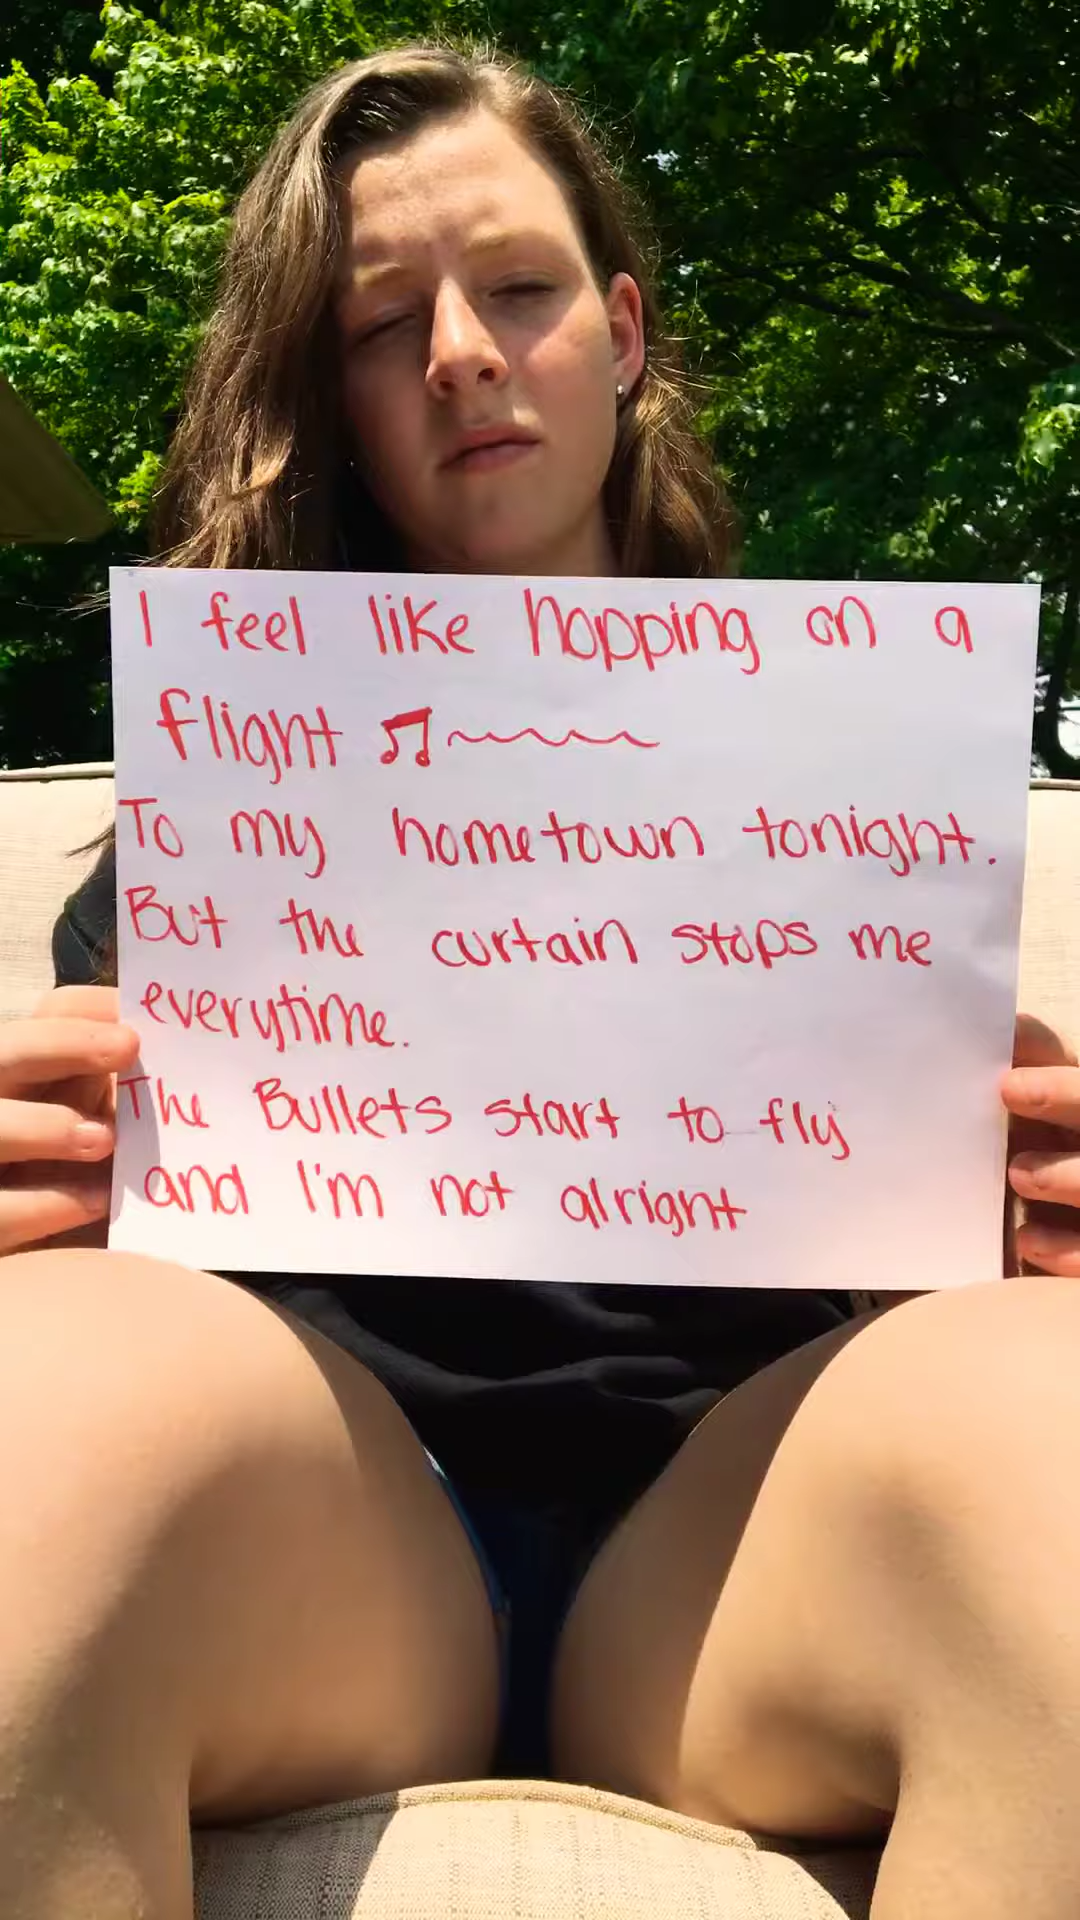 I feel like hopping on a
flight 🎵
To my hometown tonight.
But the curtain stops me
everytime.
The Bullets start to fly
and I'm not alright